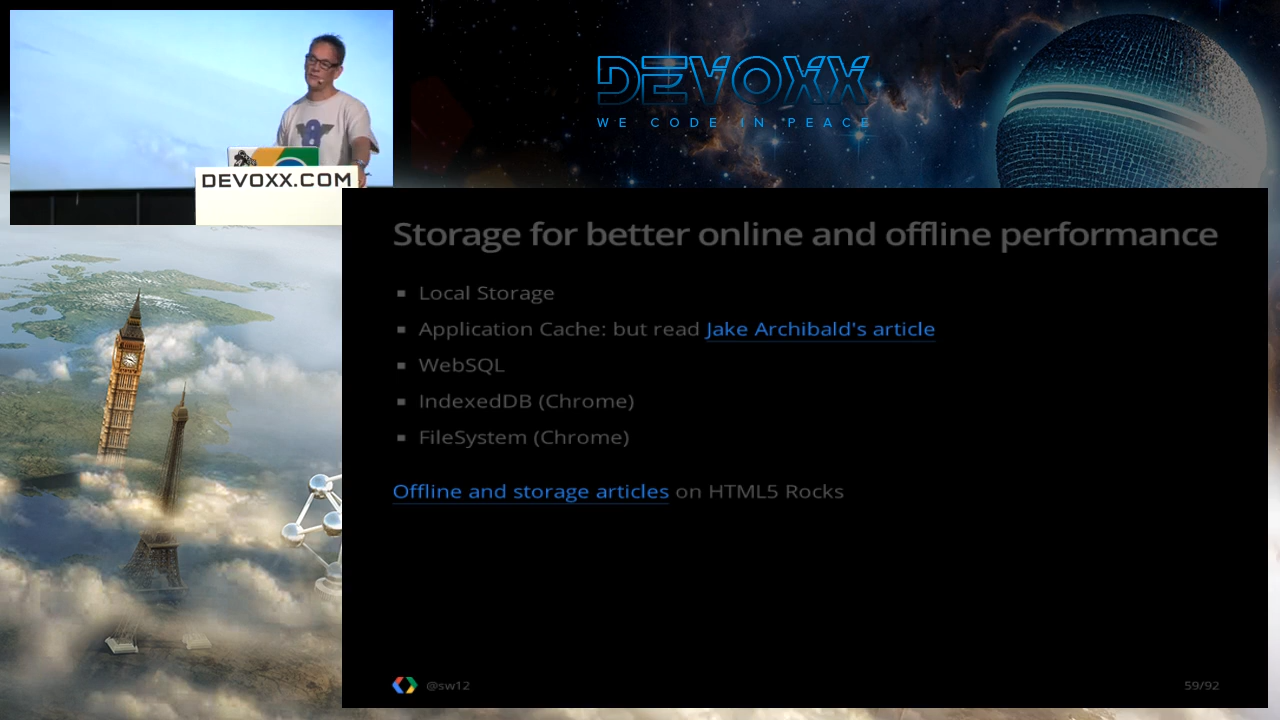 DEVOXX
WE CODE IN PEACE
DEVOXX.COM
Storage for better online and offline performance
Local Storage
Application Cache: but read Jake Archibald's article
WebSQL
IndexedDB (Chrome)
FileSystem (Chrome)
Offline and storage articles on HTML5 Rocks
@sw12
59/92